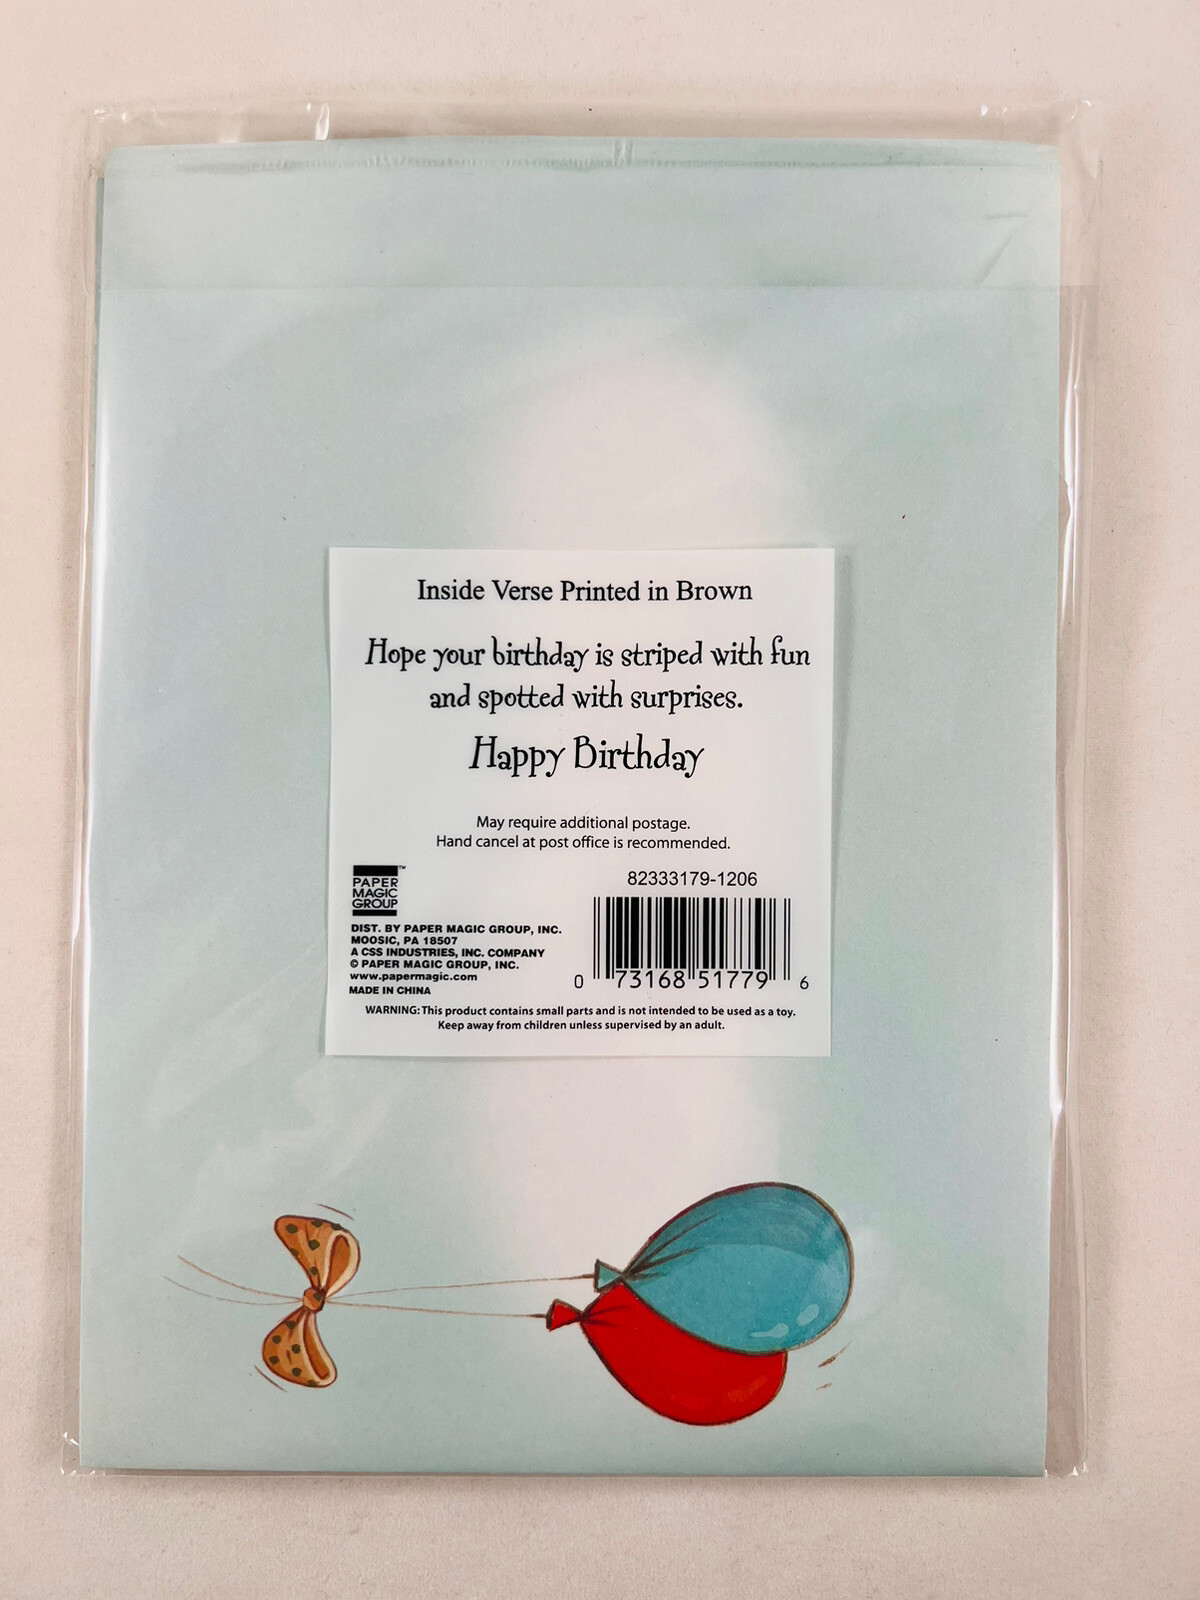 Inside Verse Printed in Brown
Hope your birthday is striped with fun
and spotted with surprises.
Happy Birthday
May require additional postage.
Hand cancel at post office is recommended.
PAPER
MAGIC
GROUP
™
DIST. BY PAPER MAGIC GROUP, INC.
MOOSIC, PA 18507
A CSS INDUSTRIES, INC. COMPANY
© PAPER MAGIC GROUP, INC.
www.papermagic.com
MADE IN CHINA
82333179-1206
0 73168 51779 6
WARNING: This product contains small parts and is not intended to be used as a toy.
Keep away from children unless supervised by an adult.